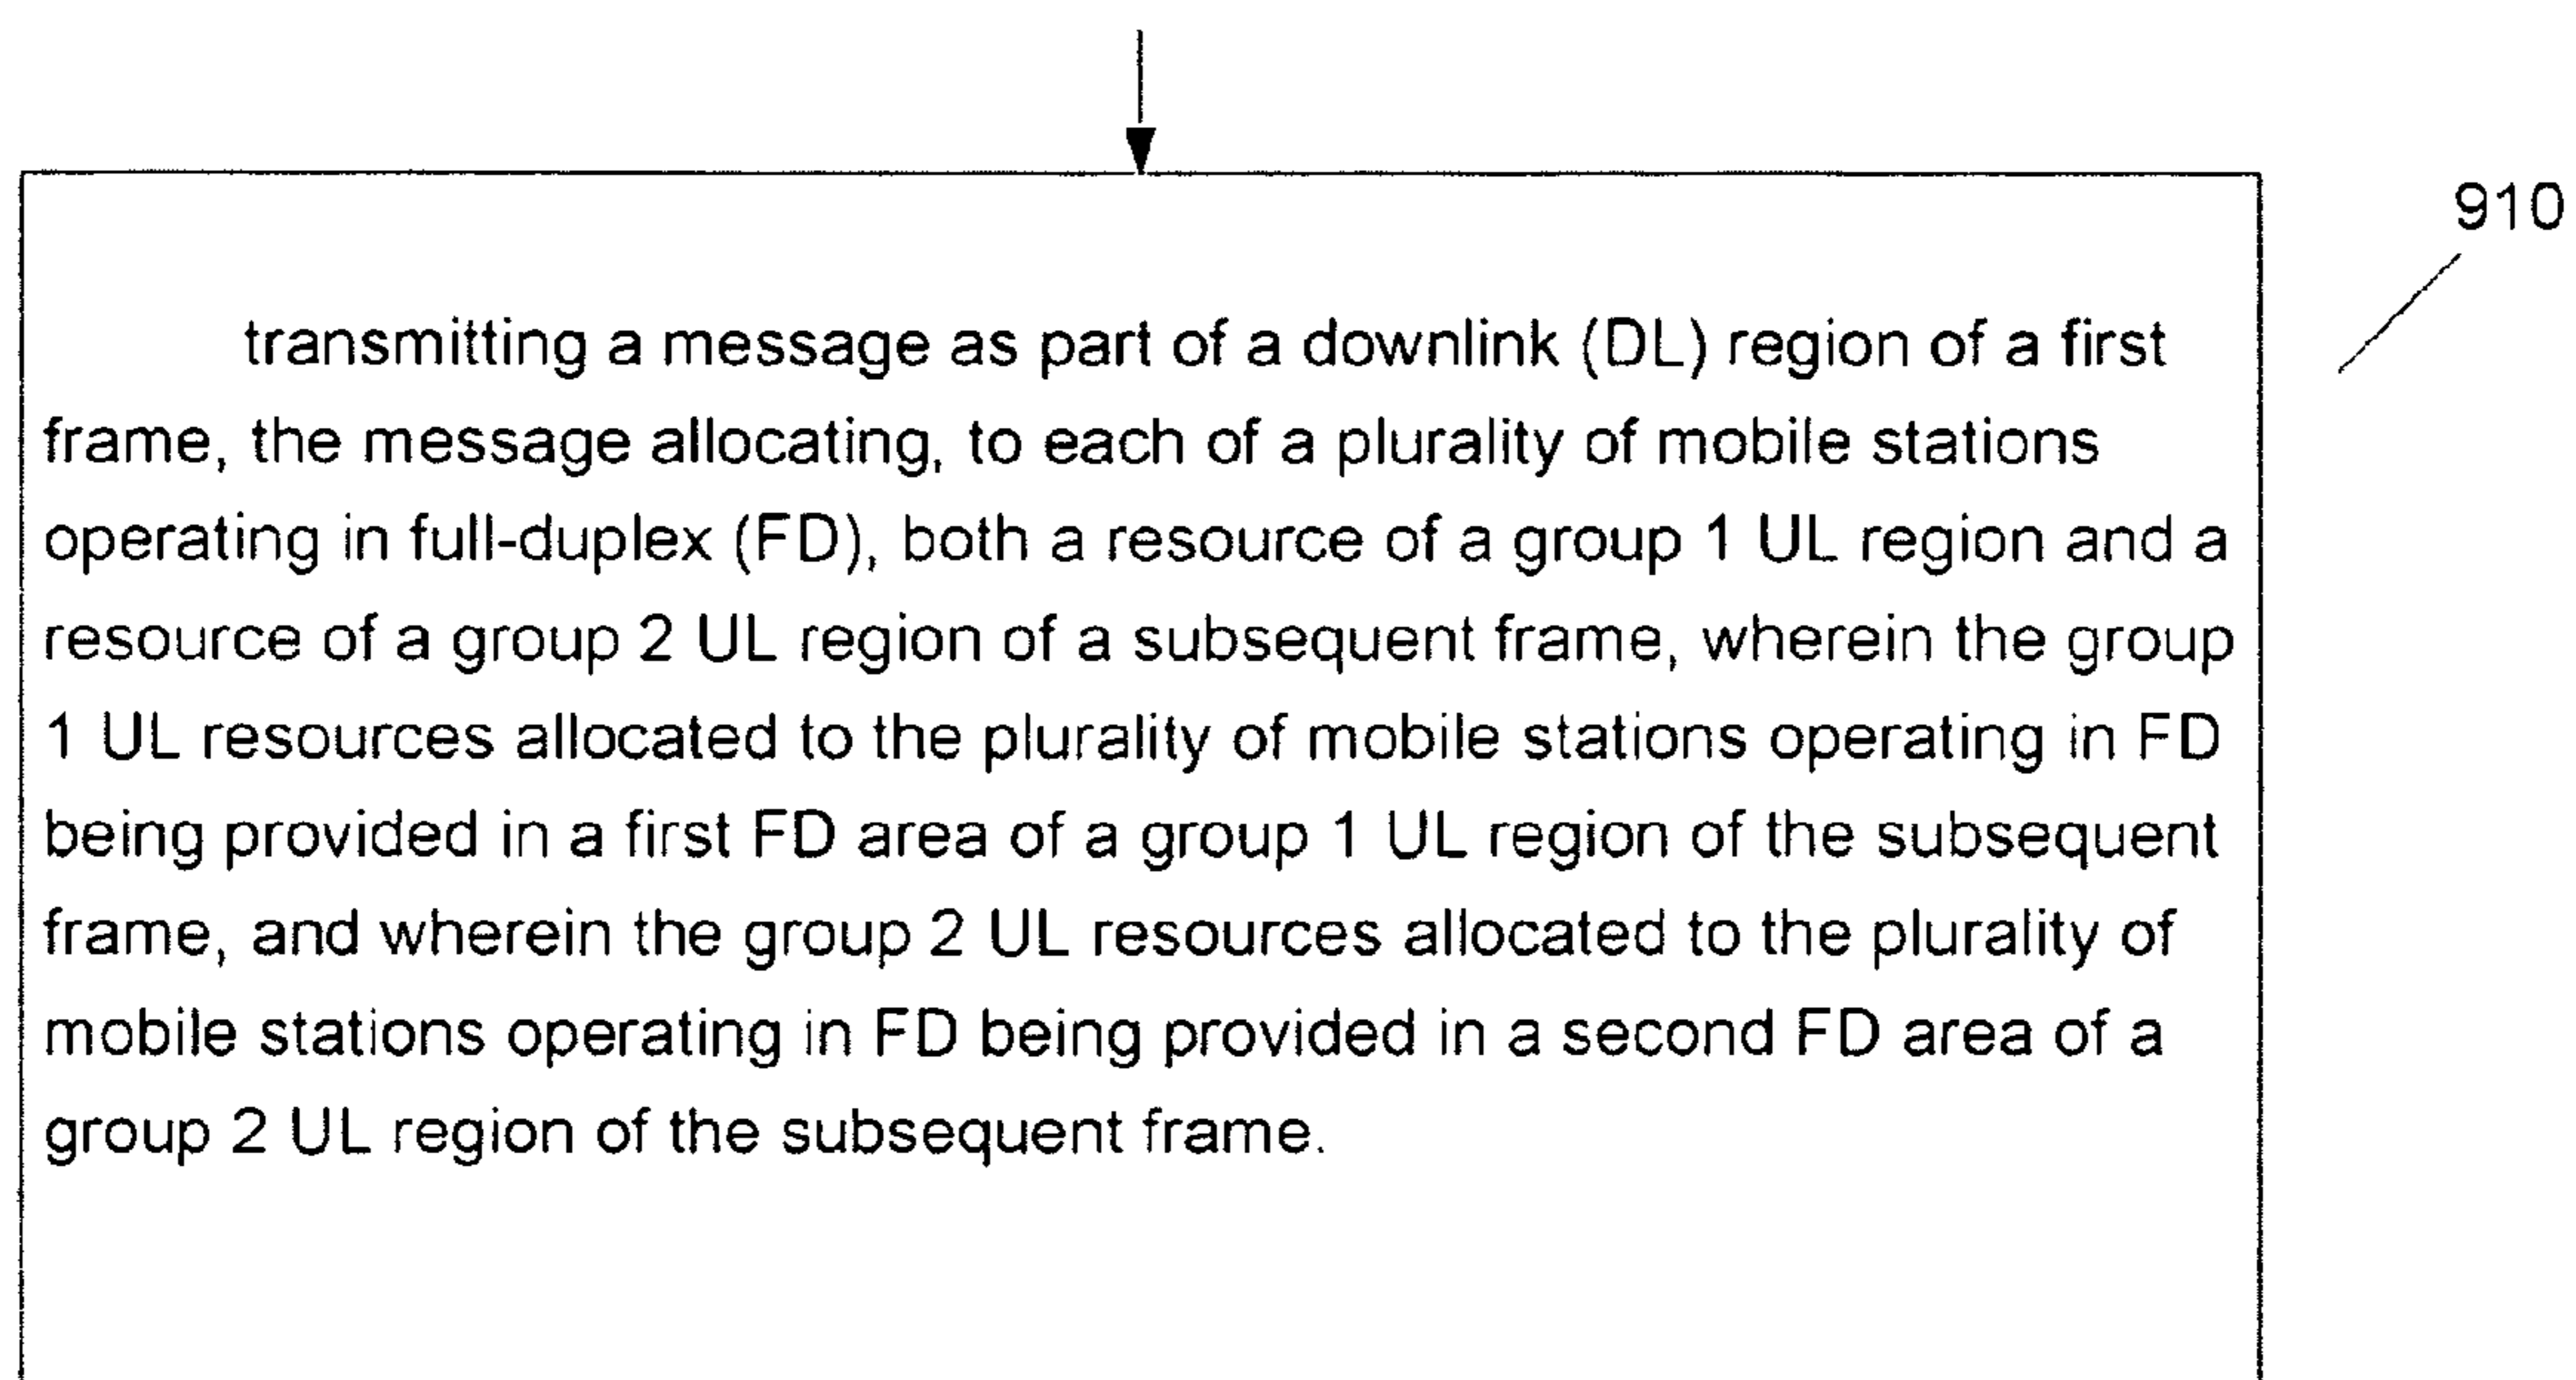 910
transmitting a message as part of a downlink (DL) region of a first
frame, the message allocating, to each of a plurality of mobile stations
operating in full-duplex (FD), both a resource of a group 1 UL region and a
resource of a group 2 UL region of a subsequent frame, wherein the group
1 UL resources allocated to the plurality of mobile stations operating in FD
being provided in a first FD area of a group 1 UL region of the subsequent
frame, and wherein the group 2 UL resources allocated to the plurality of
mobile stations operating in FD being provided in a second FD area of a
group 2 UL region of the subsequent frame.